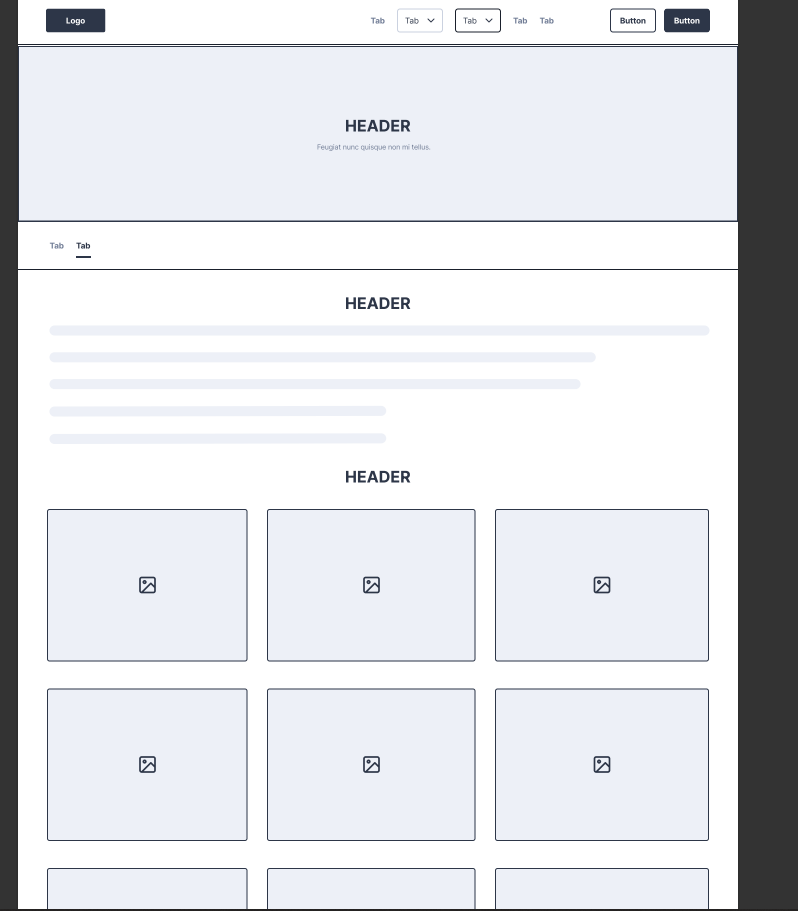 Logo Tab Tab Tab Tab Tab Button Button
HEADER
Feugiat nunc quisque non mi tellus.
Tab Tab
HEADER
HEADER